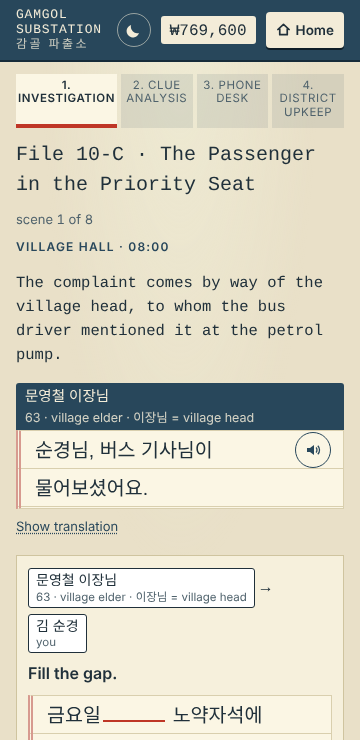 GAMGOL
SUBSTATION
감골 파출소
₩769,600
Home
1.
INVESTIGATION
2. CLUE
ANALYSIS
3. PHONE
DESK
4.
DISTRICT
UPKEEP
File 10-C · The Passenger
in the Priority Seat
scene 1 of 8
VILLAGE HALL · 08:00
The complaint comes by way of the
village head, to whom the bus
driver mentioned it at the petrol
pump.
문영철 이장님
63 · village elder · 이장님 = village head
순경님, 버스 기사님이
물어보셨어요.
Show translation
문영철 이장님
63 · village elder · 이장님 = village head
→
김 순경
you
Fill the gap.
금요일 노약자석에